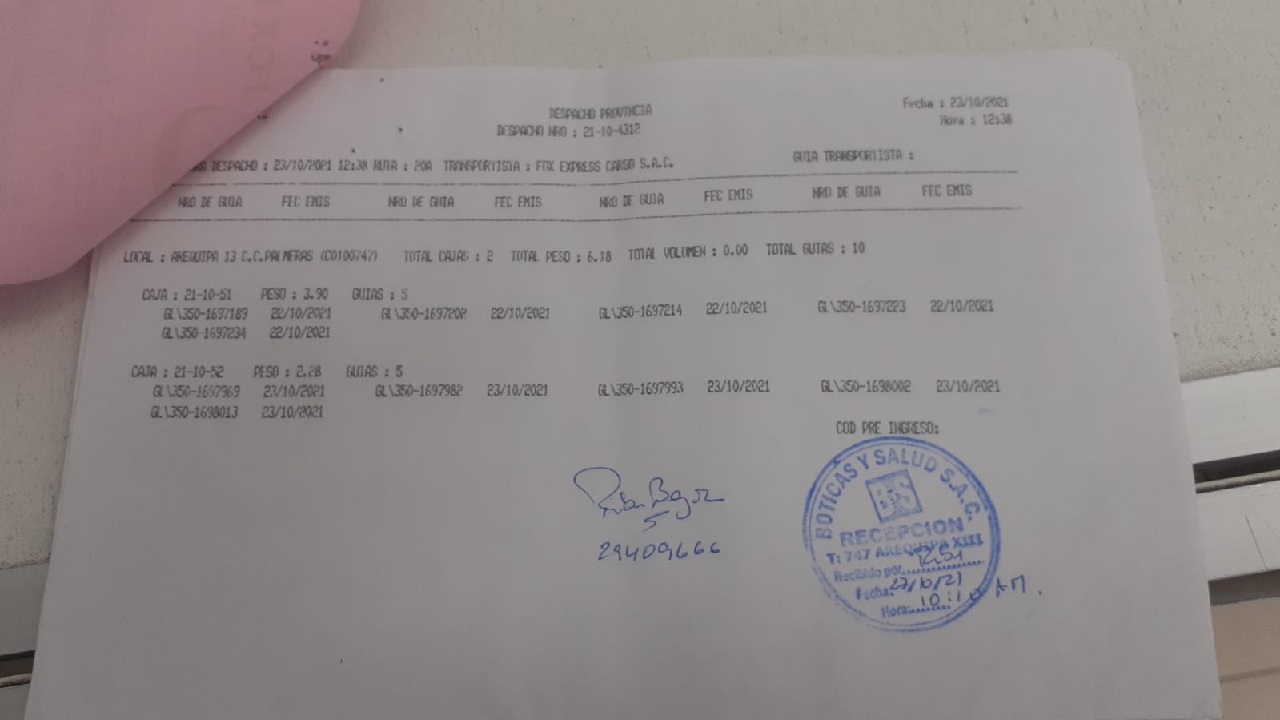 DESPACHO PROVINCIA
Fecha : 23/10/2021
DESPACHO NRO : 21-10-4312
Hora : 12:38
DESPACHO : 23/10/2021 12:38 RUTA : 20A TRANSPORTISTA : FOX EXPRESS CARGO S.A.C. GUIA TRANSPORTISTA :
NRO DE GUIA FEC EMIS NRO DE GUIA FEC EMIS NRO DE GUIA FEC EMIS NRO DE GUIA FEC EMIS
LOCAL : AREQUIPA 13 C.C.PALMERAS (C0100747) TOTAL CAJAS : 2 TOTAL PESO : 6.18 TOTAL VOLUMEN : 0.00 TOTAL GUIAS : 10
CAJA : 21-10-51 PESO : 3.90 GUIAS : 5
GL\350-1697189 22/10/2021 GL\350-1697202 22/10/2021 GL\350-1697214 22/10/2021 GL\350-1697223 22/10/2021
GL\350-1697234 22/10/2021
CAJA : 21-10-52 PESO : 2.28 GUIAS : 5
GL\350-1697969 23/10/2021 GL\350-1697982 23/10/2021 GL\350-1697993 23/10/2021 GL\350-1698002 23/10/2021
GL\350-1698013 23/10/2021
COD PRE INGRESO:
BOTICAS Y SALUD S.A.C.
BYS
RECEPCION
T: 747 AREQUIPA XIII
Recibido por
Fecha: 27/10/21
Hora: 10:10 AM.
29409666